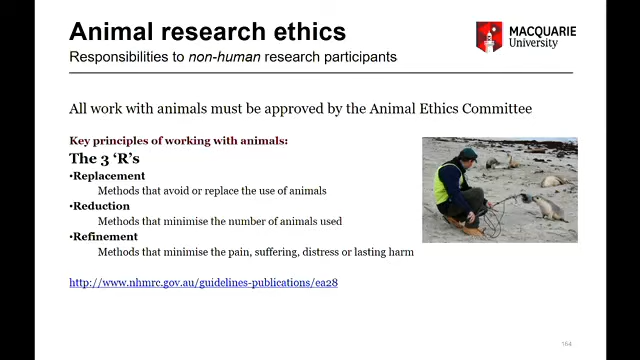 Animal research ethics
Responsibilities to non-human research participants
MACQUARIE
University
All work with animals must be approved by the Animal Ethics Committee
Key principles of working with animals:
The 3 ‘R’s
•Replacement
Methods that avoid or replace the use of animals
•Reduction
Methods that minimise the number of animals used
•Refinement
Methods that minimise the pain, suffering, distress or lasting harm
http://www.nhmrc.gov.au/guidelines-publications/ea28
164